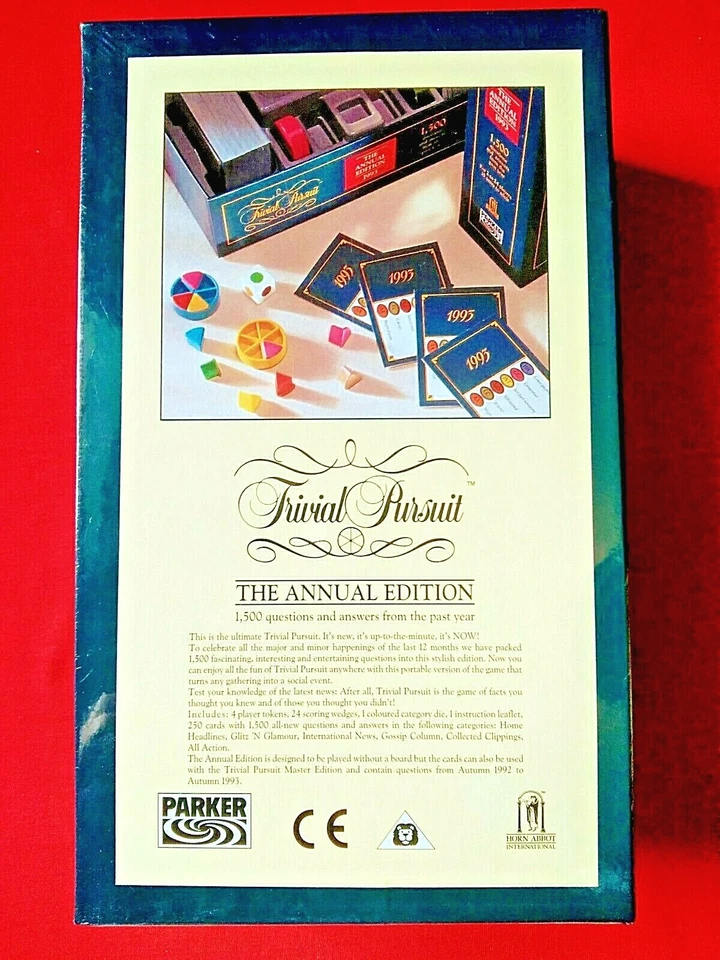 THE
ANNUAL
EDITION
1993
1,500
Trivial Pursuit
THE
ANNUAL
EDITION
1993
1,500
PARKER
1993
1993
1993
1993
Trivial Pursuit™
THE ANNUAL EDITION
1,500 questions and answers from the past year
This is the ultimate Trivial Pursuit. It's new, it's up-to-the-minute, it's NOW!
To celebrate all the major and minor happenings of the last 12 months we have packed
1,500 fascinating, interesting and entertaining questions into this stylish edition. Now you
can enjoy all the fun of Trivial Pursuit anywhere with this portable version of the game that
turns any gathering into a social event.
Test your knowledge of the latest news: After all, Trivial Pursuit is the game of facts you
thought you knew and of those you thought you didn't!
Includes: 4 player tokens, 24 scoring wedges, 1 coloured category die, 1 instruction leaflet,
250 cards with 1,500 all-new questions and answers in the following categories: Home
Headlines, Glitz 'N Glamour, International News, Gossip Column, Collected Clippings,
All Action.
The Annual Edition is designed to be played without a board but the cards can also be used
with the Trivial Pursuit Master Edition and contain questions from Autumn 1992 to
Autumn 1993.
PARKER
CE
HORN ABBOT
INTERNATIONAL